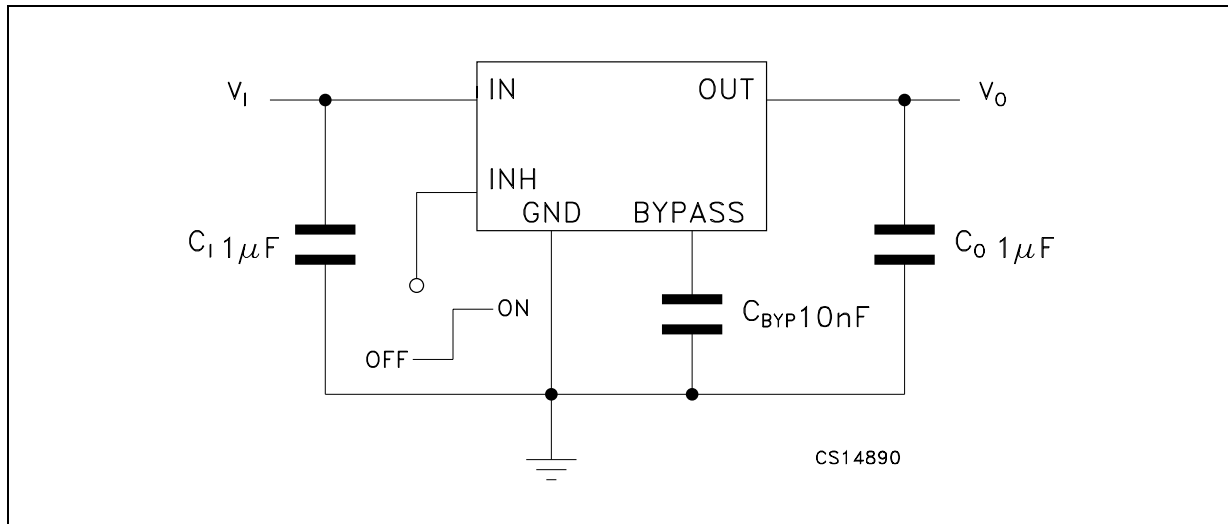 V_I
IN
OUT
V_O
INH
GND
BYPASS
C_I 1μF
C_O 1μF
C_BYP 10nF
ON
OFF
CS14890